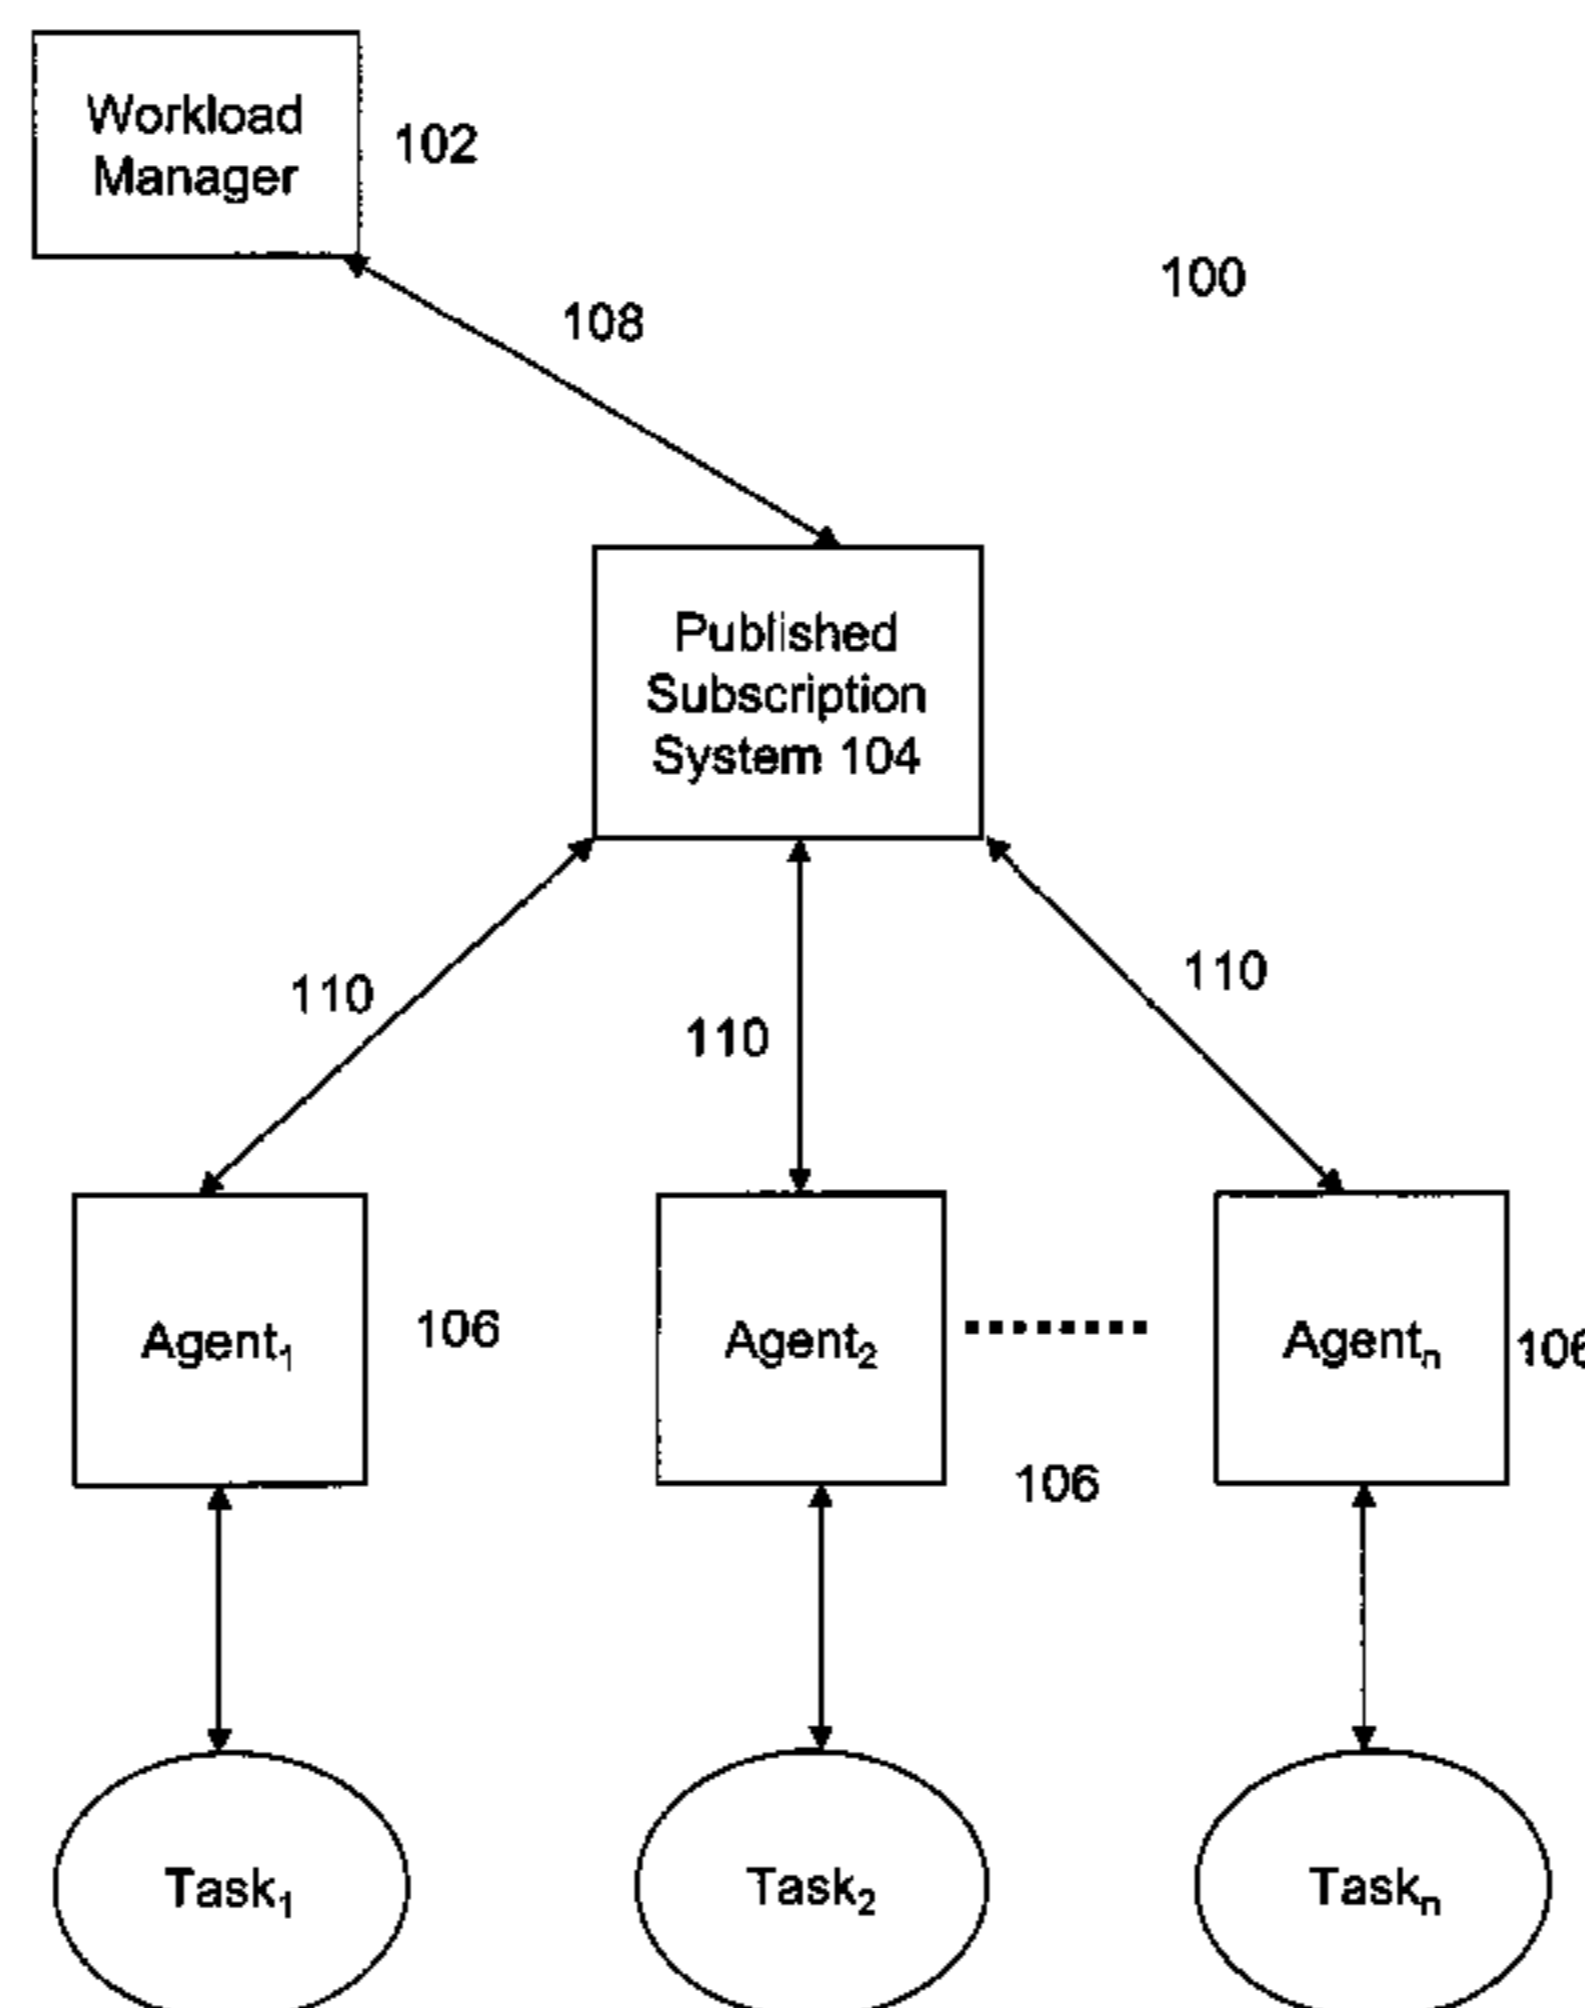 Workload
Manager
102
100
108
Published
Subscription
System 104
110
110
110
Agent₁
106
Agent₂
106
Agentₙ
106
Task₁
Task₂
Taskₙ